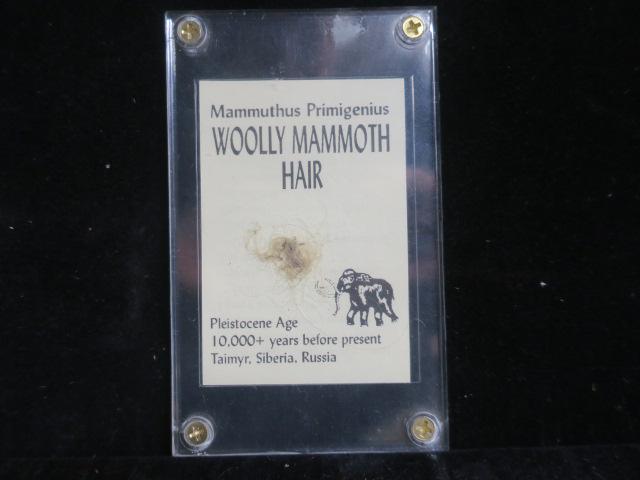 Mammuthus Primigenius
WOOLLY MAMMOTH
HAIR
Pleistocene Age
10,000+ years before present
Taimyr, Siberia, Russia